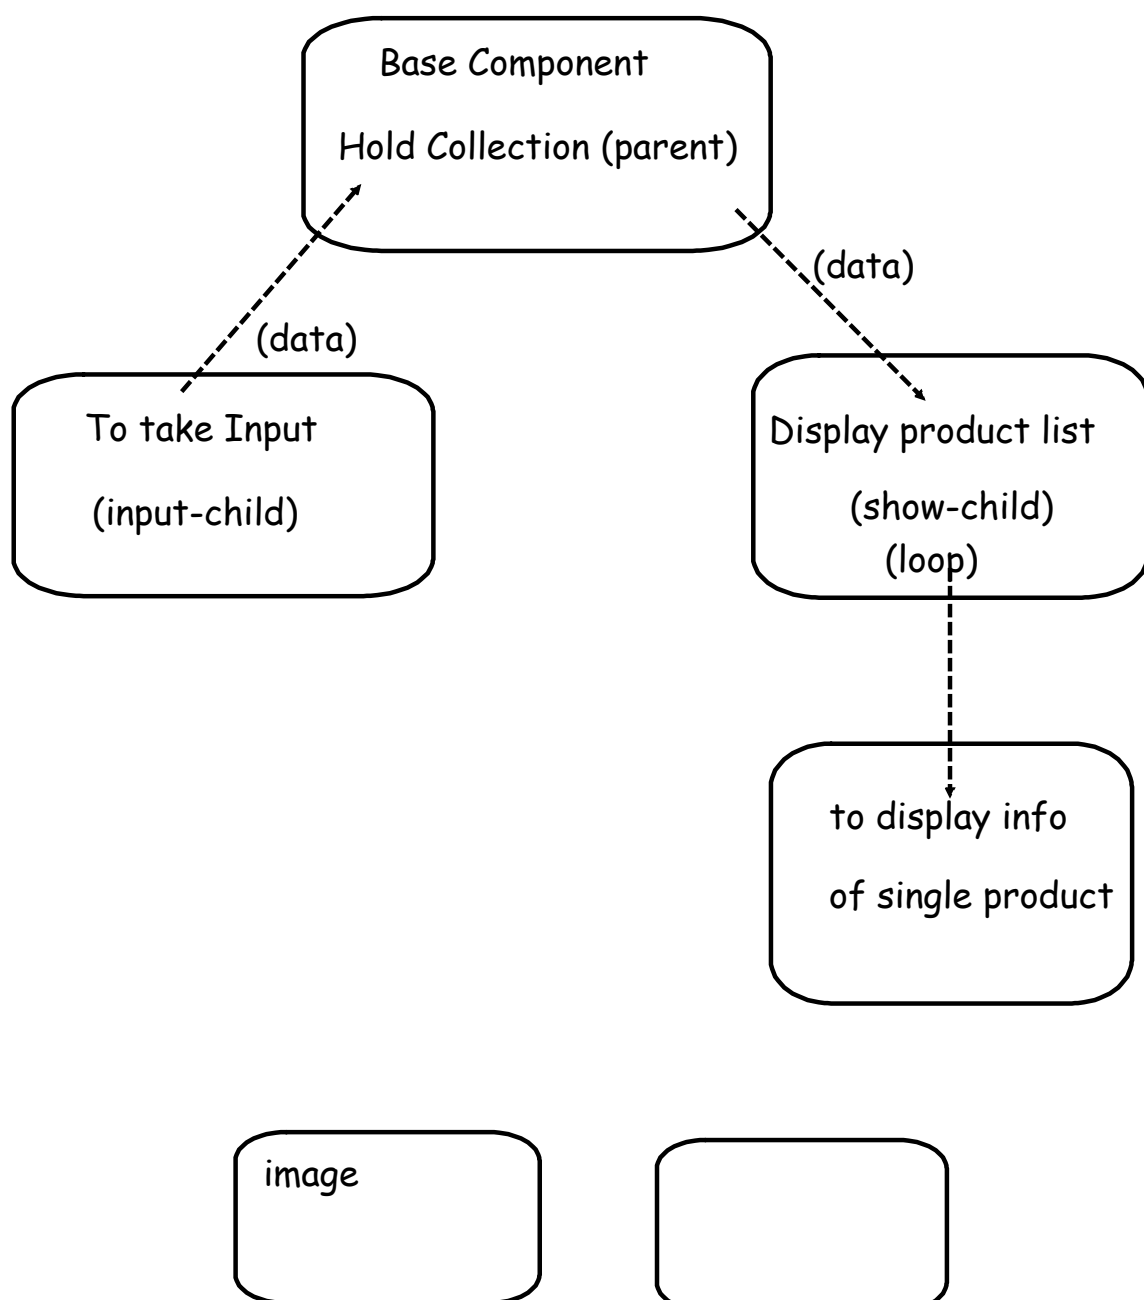 Base Component
Hold Collection (parent)
(data)
(data)
To take Input
(input-child)
Display product list
(show-child)
(loop)
to display info
of single product
image